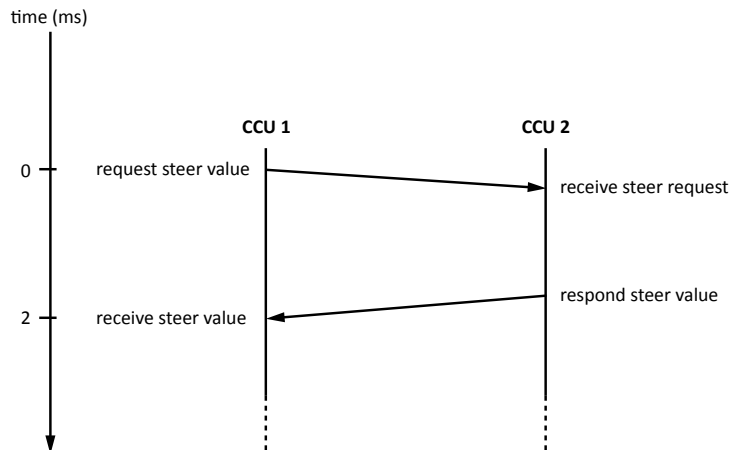 time (ms)
CCU 1
CCU 2
0
request steer value
receive steer request
respond steer value
2
receive steer value